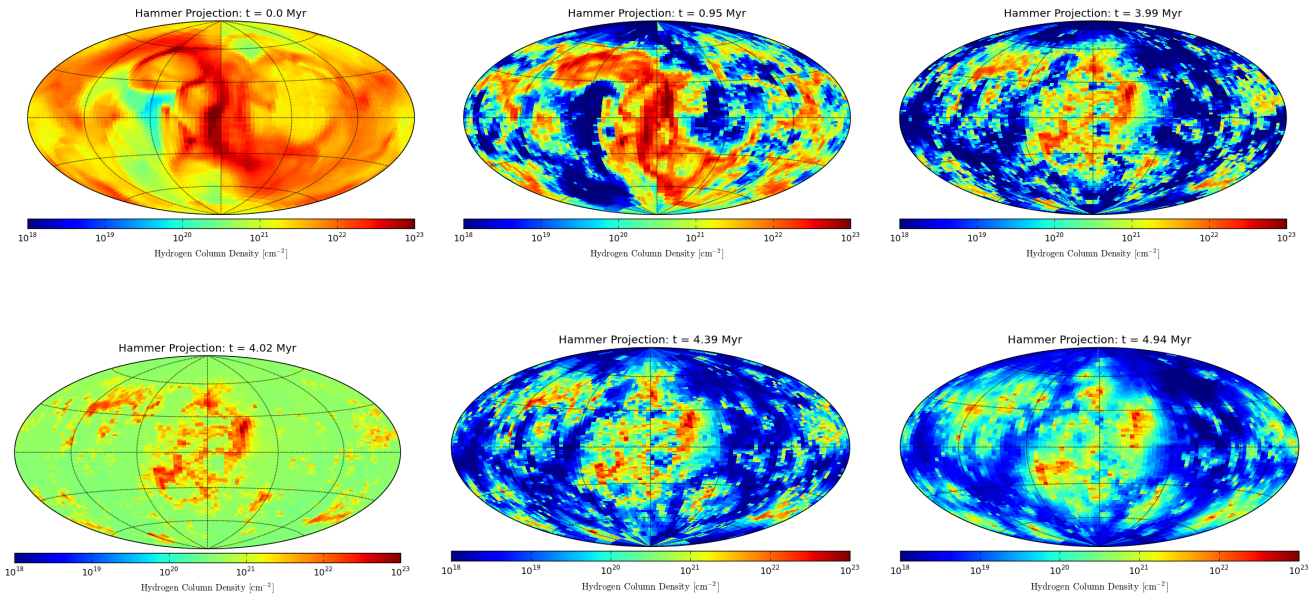 Hammer Projection: t = 0.0 Myr
Hammer Projection: t = 0.95 Myr
Hammer Projection: t = 3.99 Myr
10^18 10^19 10^20 10^21 10^22 10^23
10^18 10^19 10^20 10^21 10^22 10^23
10^18 10^19 10^20 10^21 10^22 10^23
Hydrogen Column Density [cm^−2]
Hydrogen Column Density [cm^−2]
Hydrogen Column Density [cm^−2]
Hammer Projection: t = 4.02 Myr
Hammer Projection: t = 4.39 Myr
Hammer Projection: t = 4.94 Myr
10^18 10^19 10^20 10^21 10^22 10^23
10^18 10^19 10^20 10^21 10^22 10^23
10^18 10^19 10^20 10^21 10^22 10^23
Hydrogen Column Density [cm^−2]
Hydrogen Column Density [cm^−2]
Hydrogen Column Density [cm^−2]